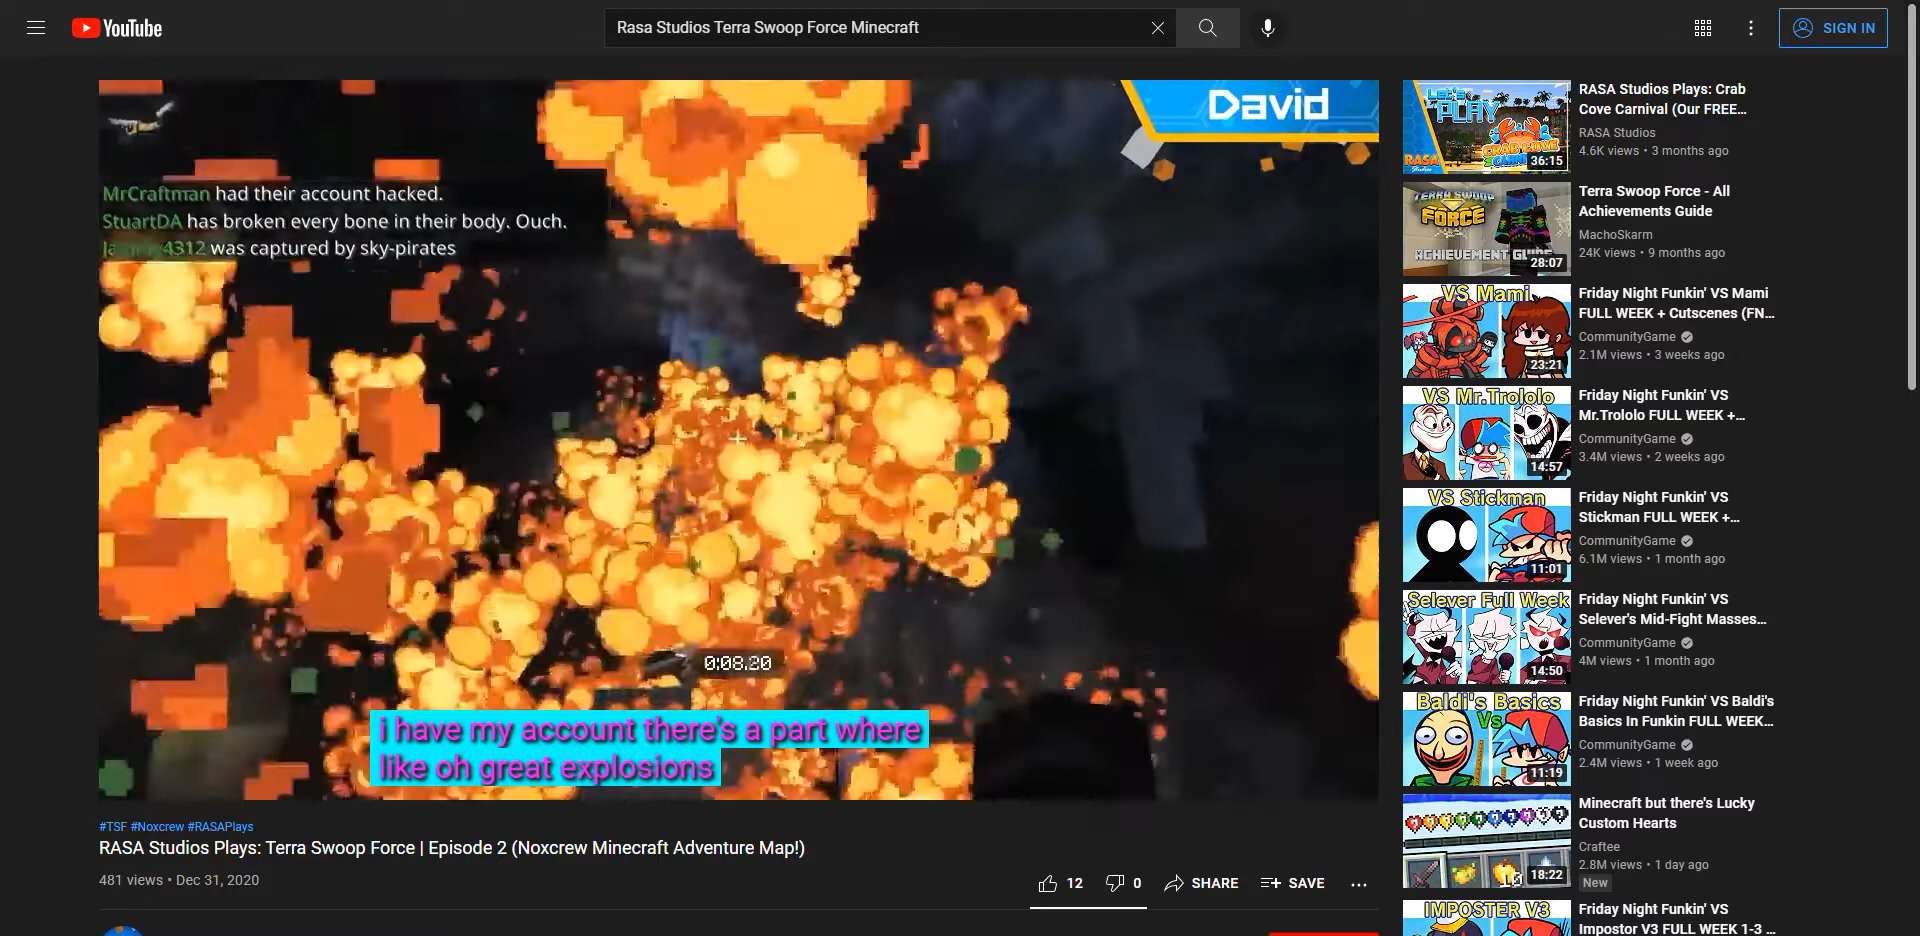 YouTube
Rasa Studios Terra Swoop Force Minecraft
SIGN IN
David
MrCraftman had their account hacked.
StuartDA has broken every bone in their body. Ouch.
4312 was captured by sky-pirates
0:08.20
i have my account there's a part where
like oh great explosions
#TSF #Noxcrew #RASAPlays
RASA Studios Plays: Terra Swoop Force | Episode 2 (Noxcrew Minecraft Adventure Map!)
481 views • Dec 31, 2020
12
0
SHARE
SAVE
LET'S
PLAY
CRAB COVE
RASA
Studios
36:15
RASA Studios Plays: Crab
Cove Carnival (Our FREE...
RASA Studios
4.6K views • 3 months ago
TERRA SWOOP
FORCE
ACHIEVEMENT
28:07
Terra Swoop Force - All
Achievements Guide
MachoSkarm
24K views • 9 months ago
VS Mami
23:21
Friday Night Funkin' VS Mami
FULL WEEK + Cutscenes (FN...
CommunityGame
2.1M views • 3 weeks ago
VS Mr.Trololo
14:57
Friday Night Funkin' VS
Mr.Trololo FULL WEEK +...
CommunityGame
3.4M views • 2 weeks ago
VS Stickman
11:01
Friday Night Funkin' VS
Stickman FULL WEEK +...
CommunityGame
6.1M views • 1 month ago
Selever Full Week
14:50
Friday Night Funkin' VS
Selever's Mid-Fight Masses...
CommunityGame
4M views • 1 month ago
Baldi's Basics
Vs
11:19
Friday Night Funkin' VS Baldi's
Basics In Funkin FULL WEEK...
CommunityGame
2.4M views • 1 week ago
10
18:22
Minecraft but there's Lucky
Custom Hearts
Craftee
2.8M views • 1 day ago
New
IMPOSTER V3
Friday Night Funkin' VS
Impostor V3 FULL WEEK 1-3 ...